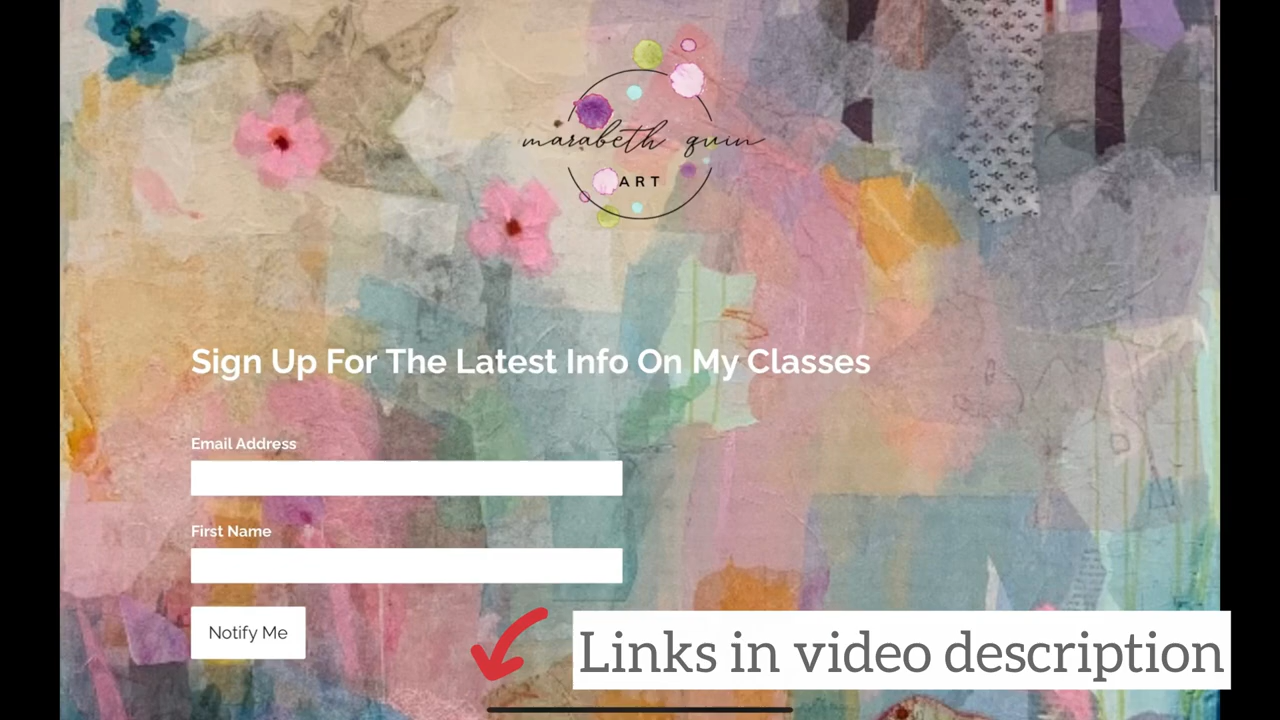 marabeth quin
ART
Sign Up For The Latest Info On My Classes
Email Address
First Name
Notify Me
Links in video description